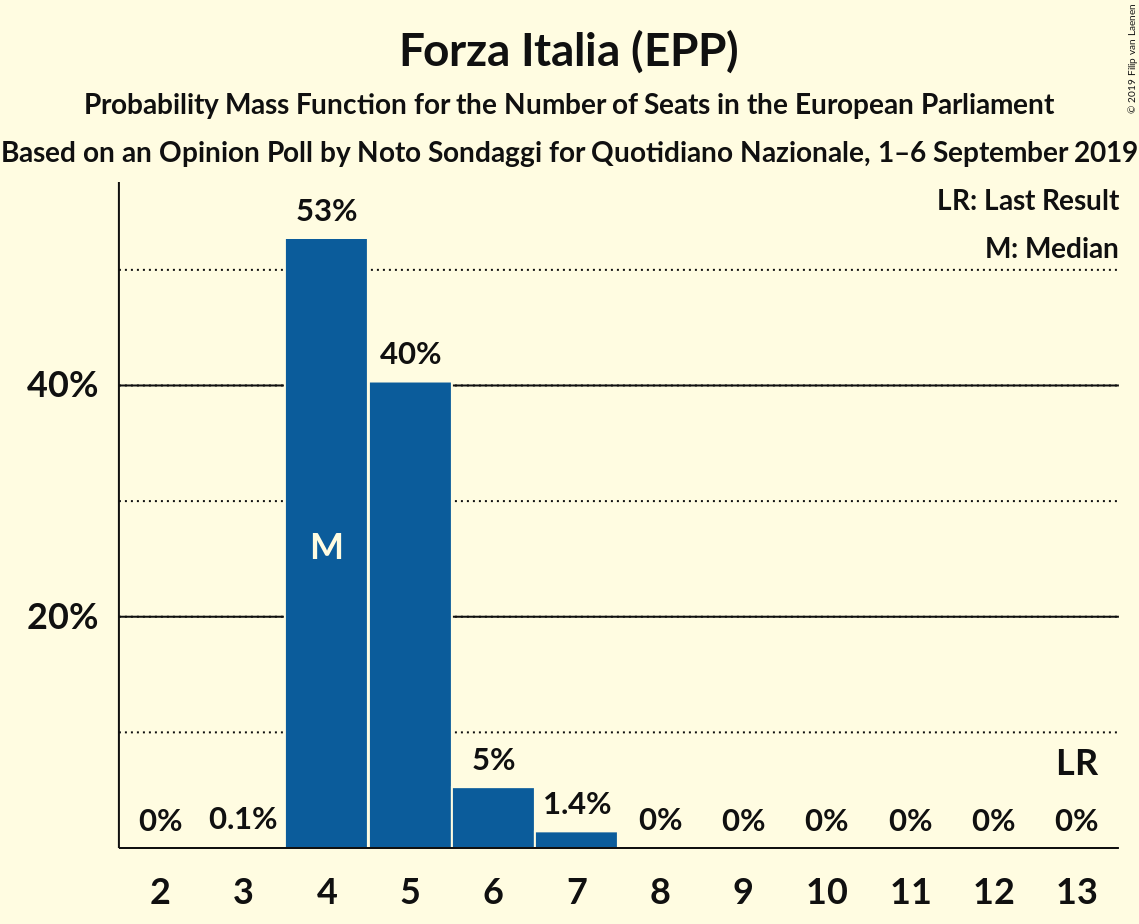 Forza Italia (EPP)
Probability Mass Function for the Number of Seats in the European Parliament
Based on an Opinion Poll by Noto Sondaggi for Quotidiano Nazionale, 1–6 September 2019
© 2019 Filip van Laenen
LR: Last Result
M: Median
53%
40%
40%
M
20%
5%
LR
1.4%
0% 0.1% 0% 0% 0% 0% 0% 0%
2 3 4 5 6 7 8 9 10 11 12 13